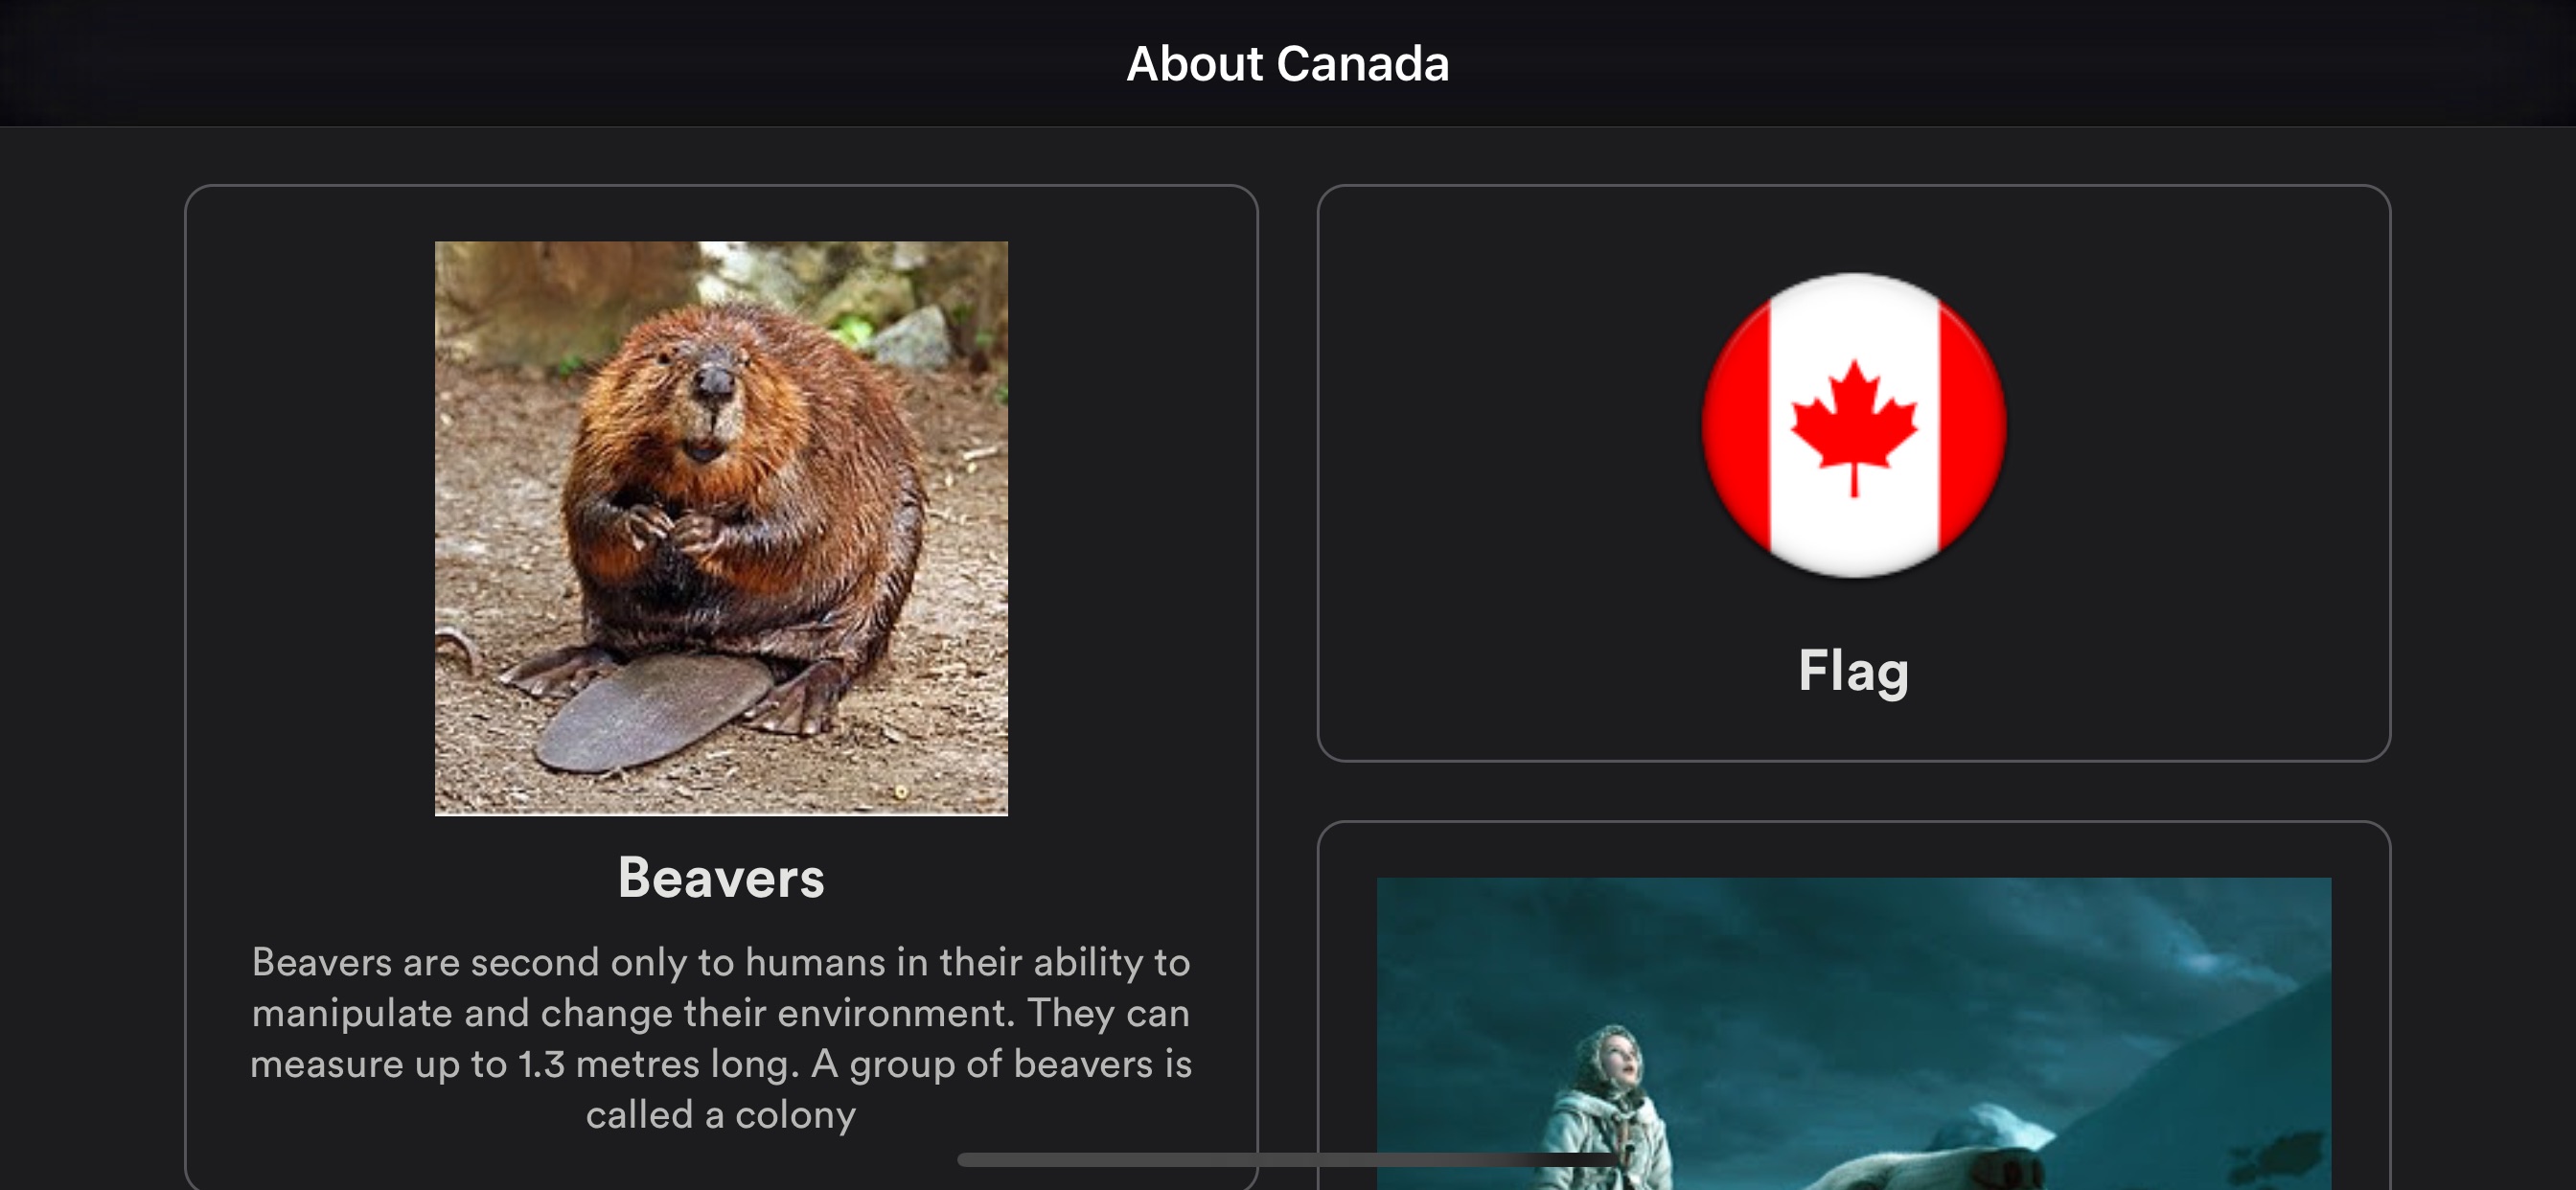 About Canada
Beavers
Beavers are second only to humans in their ability to
manipulate and change their environment. They can
measure up to 1.3 metres long. A group of beavers is
called a colony
Flag